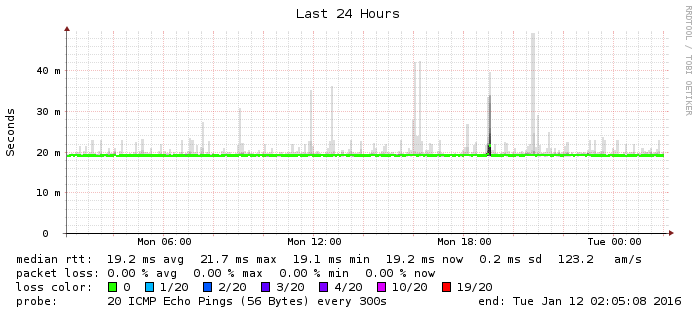 Last 24 Hours
RRDTOOL / TOBI OETIKER
Seconds
40 m
30 m
20 m
10 m
0
Mon 06:00 Mon 12:00 Mon 18:00 Tue 00:00
median rtt: 19.2 ms avg 21.7 ms max 19.1 ms min 19.2 ms now 0.2 ms sd 123.2 am/s
packet loss: 0.00 % avg 0.00 % max 0.00 % min 0.00 % now
loss color: 0 1/20 2/20 3/20 4/20 10/20 19/20
probe: 20 ICMP Echo Pings (56 Bytes) every 300s end: Tue Jan 12 02:05:08 2016